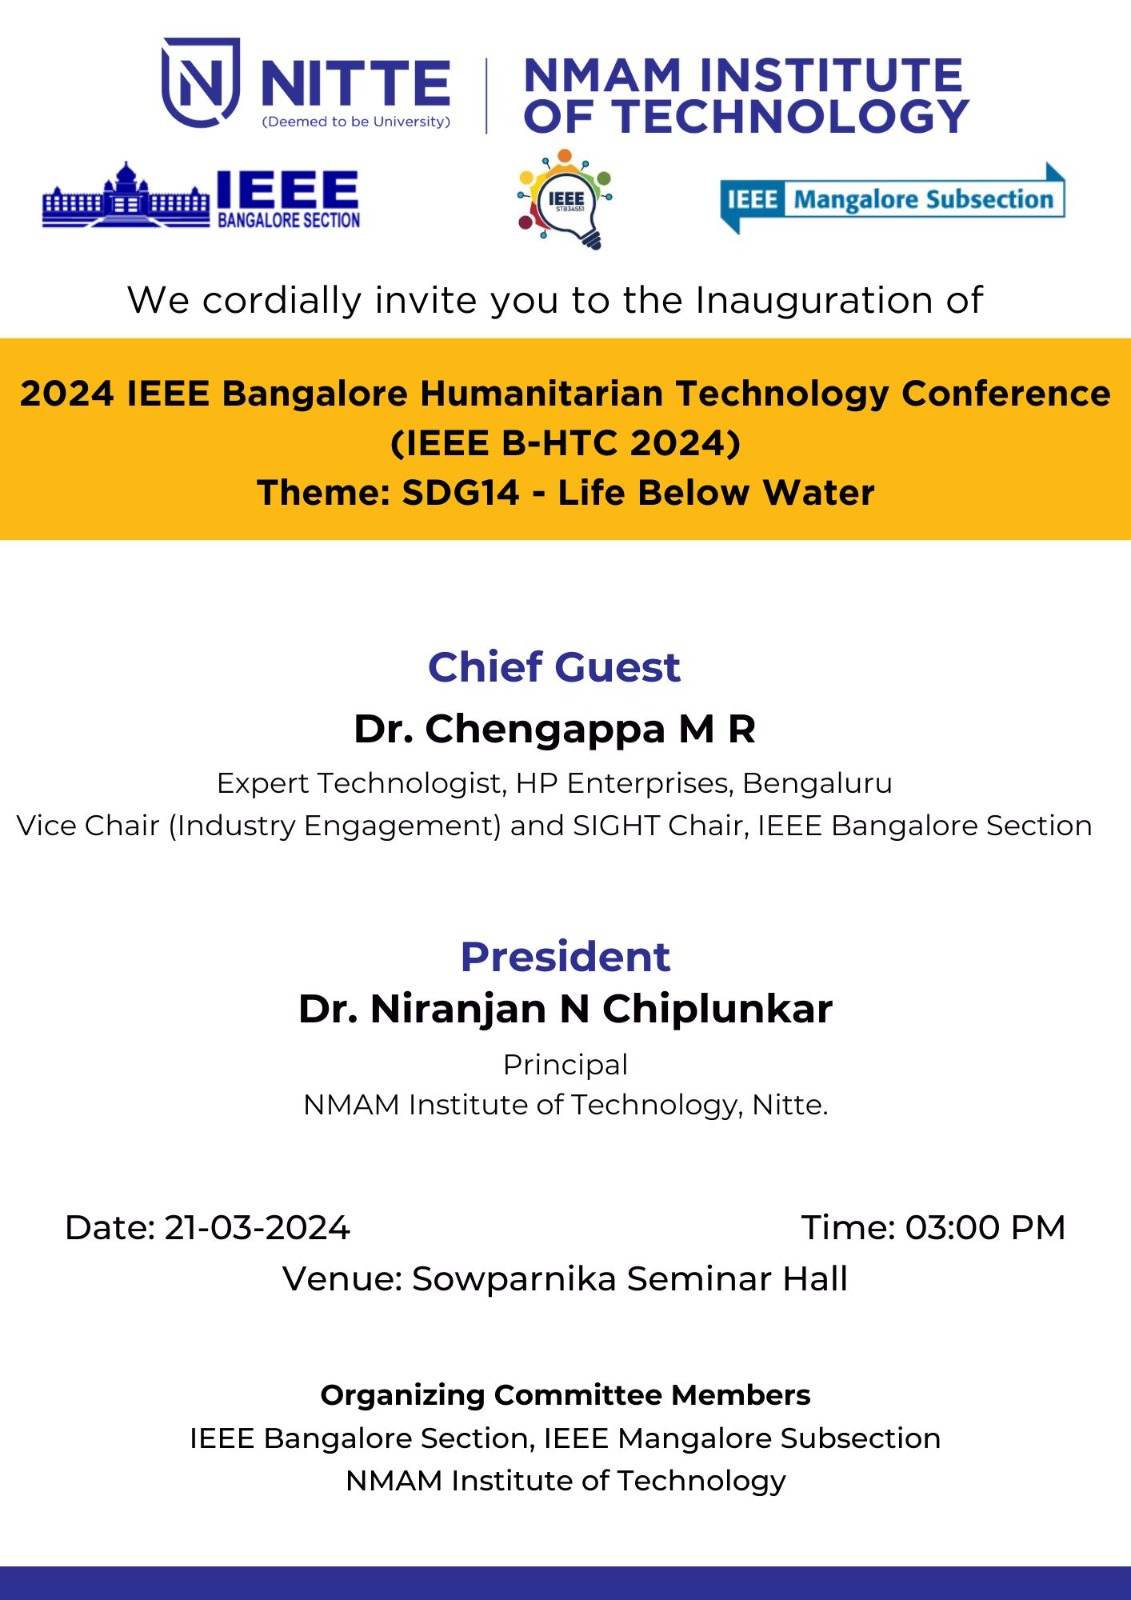 NITTE
(Deemed to be University)
NMAM INSTITUTE
OF TECHNOLOGY
IEEE
BANGALORE SECTION
IEEE
STB34551
IEEE Mangalore Subsection
We cordially invite you to the Inauguration of
2024 IEEE Bangalore Humanitarian Technology Conference
(IEEE B-HTC 2024)
Theme: SDG14 - Life Below Water
Chief Guest
Dr. Chengappa M R
Expert Technologist, HP Enterprises, Bengaluru
Vice Chair (Industry Engagement) and SIGHT Chair, IEEE Bangalore Section
President
Dr. Niranjan N Chiplunkar
Principal
NMAM Institute of Technology, Nitte.
Date: 21-03-2024 Time: 03:00 PM
Venue: Sowparnika Seminar Hall
Organizing Committee Members
IEEE Bangalore Section, IEEE Mangalore Subsection
NMAM Institute of Technology